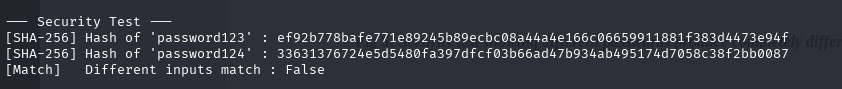 ─── Security Test ───
[SHA-256] Hash of 'password123' : ef92b778bafe771e89245b89ecbc08a44a4e166c06659911881f383d4473e94f
[SHA-256] Hash of 'password124' : 33631376724e5d5480fa397dfcf03b66ad47b934ab495174d7058c38f2bb0087
[Match]   Different inputs match : False